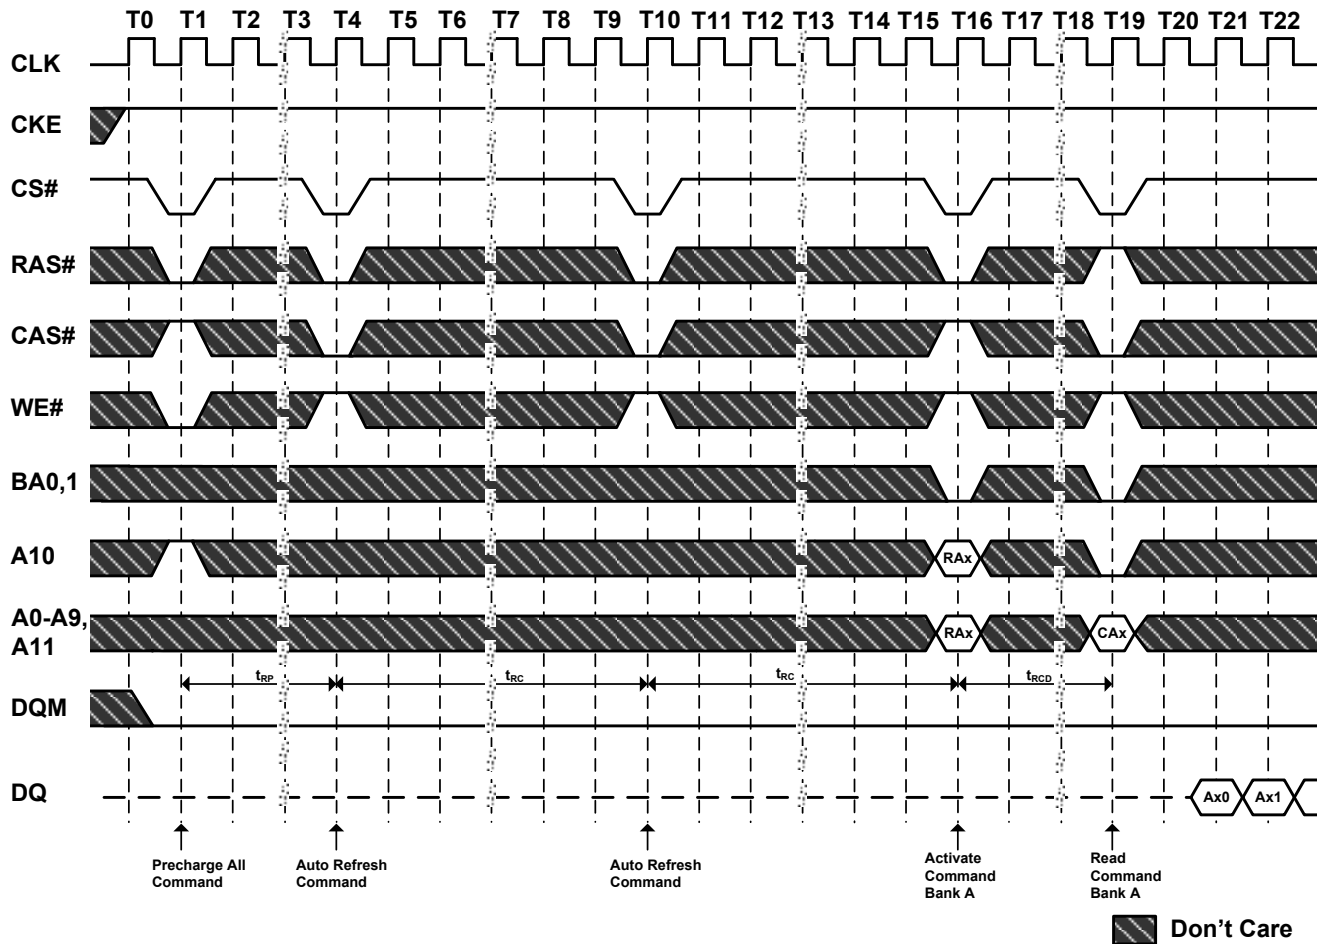 T0 T1 T2 T3 T4 T5 T6 T7 T8 T9 T10 T11 T12 T13 T14 T15 T16 T17 T18 T19 T20 T21 T22
CLK
CKE
CS#
RAS#
CAS#
WE#
BA0,1
A10 RAx
A0-A9,
A11 RAx CAx
tRP tRC tRC tRCD
DQM
DQ Ax0 Ax1
Precharge All
Command
Auto Refresh
Command
Auto Refresh
Command
Activate
Command
Bank A
Read
Command
Bank A
Don't Care